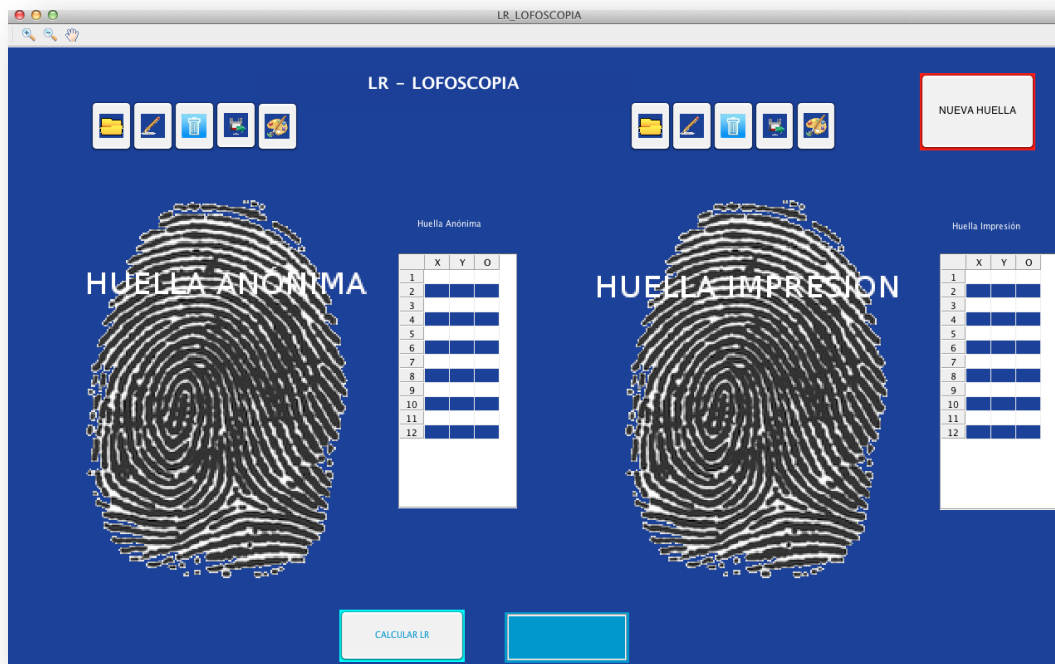 LR_LOFOSCOPIA
LR – LOFOSCOPIA
NUEVA HUELLA
Huella Anónima
Huella Impresión
HUELLA ANÓNIMA
HUELLA IMPRESION
X Y O
1
2
3
4
5
6
7
8
9
10
11
12
X Y O
1
2
3
4
5
6
7
8
9
10
11
12
CALCULAR LR